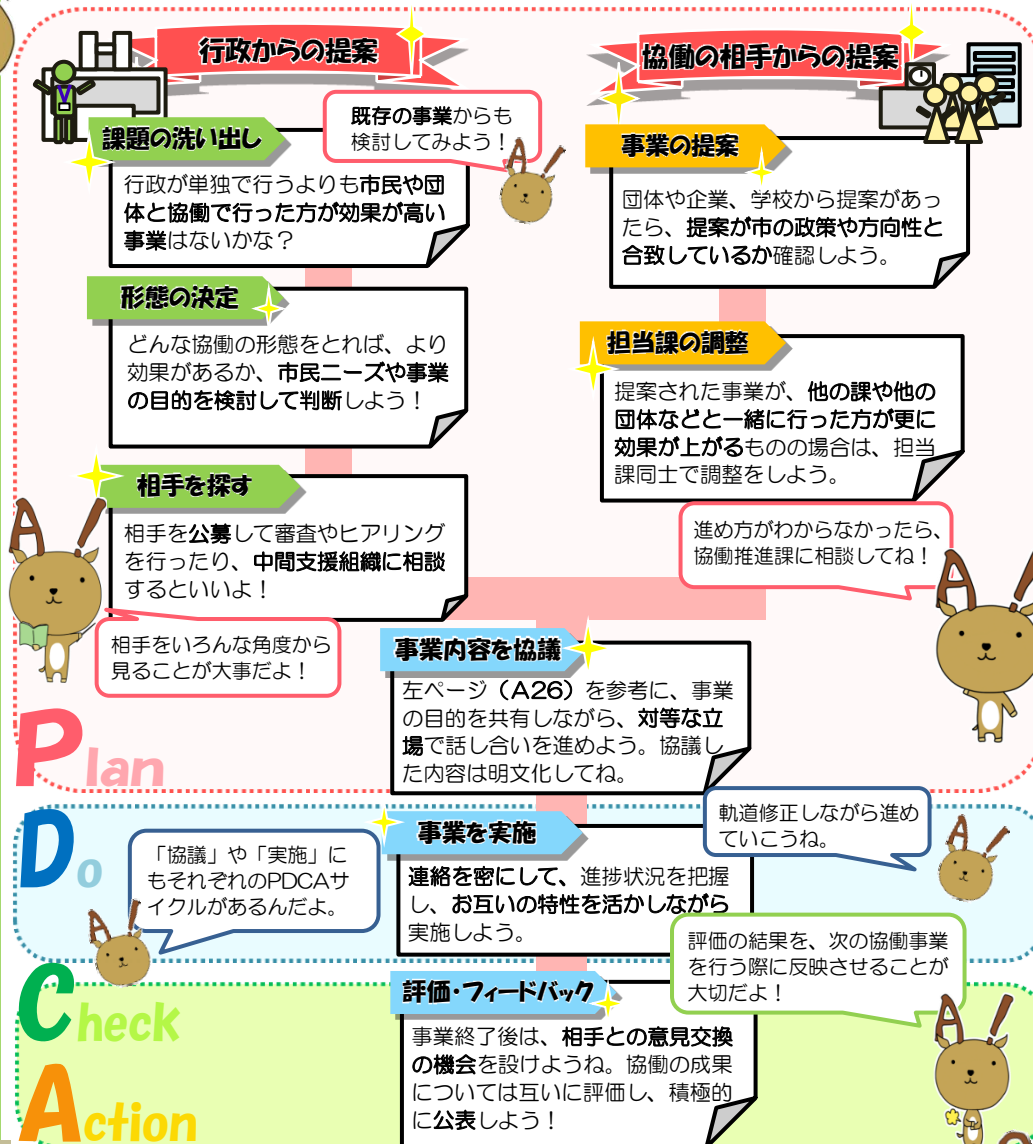 行政からの提案
課題の洗い出し
既存の事業からも
検討してみよう！
行政が単独で行うよりも市民や団
体と協働で行った方が効果が高い
事業はないかな？
形態の決定
どんな協働の形態をとれば、より
効果があるか、市民ニーズや事業
の目的を検討して判断しよう！
相手を探す
相手を公募して審査やヒアリング
を行ったり、中間支援組織に相談
するといいよ！
相手をいろんな角度から
見ることが大事だよ！
協働の相手からの提案
事業の提案
団体や企業、学校から提案があっ
たら、提案が市の政策や方向性と
合致しているか確認しよう。
担当課の調整
提案された事業が、他の課や他の
団体などと一緒に行った方が更に
効果が上がるものの場合は、担当
課同士で調整をしよう。
進め方がわからなかったら、
協働推進課に相談してね！
事業内容を協議
左ページ（A26）を参考に、事業
の目的を共有しながら、対等な立
場で話し合いを進めよう。協議し
た内容は明文化してね。
Plan
Do
「協議」や「実施」に
もそれぞれのPDCAサ
イクルがあるんだよ。
事業を実施
連絡を密にして、進捗状況を把握
し、お互いの特性を活かしながら
実施しよう。
軌道修正しながら進め
ていこうね。
Check
Action
評価・フィードバック
事業終了後は、相手との意見交換
の機会を設けようね。協働の成果
については互いに評価し、積極的
に公表しよう！
評価の結果を、次の協働事業
を行う際に反映させることが
大切だよ！